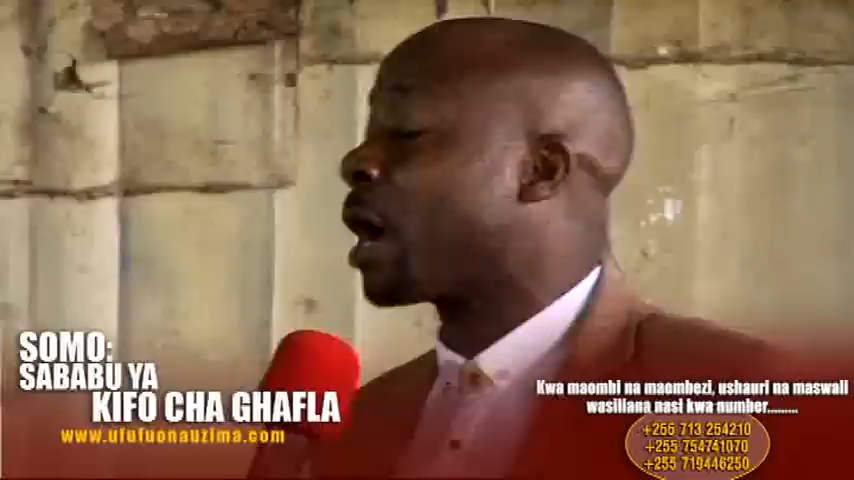 SOMO:
SABABU YA
KIFO CHA GHAFLA
www.ufufuonauzima.com
Kwa maombi na maombezi, ushauri na maswali
wasiliana nasi kwa number.........
+255 713 254210
+255 754741070
+255 719446250